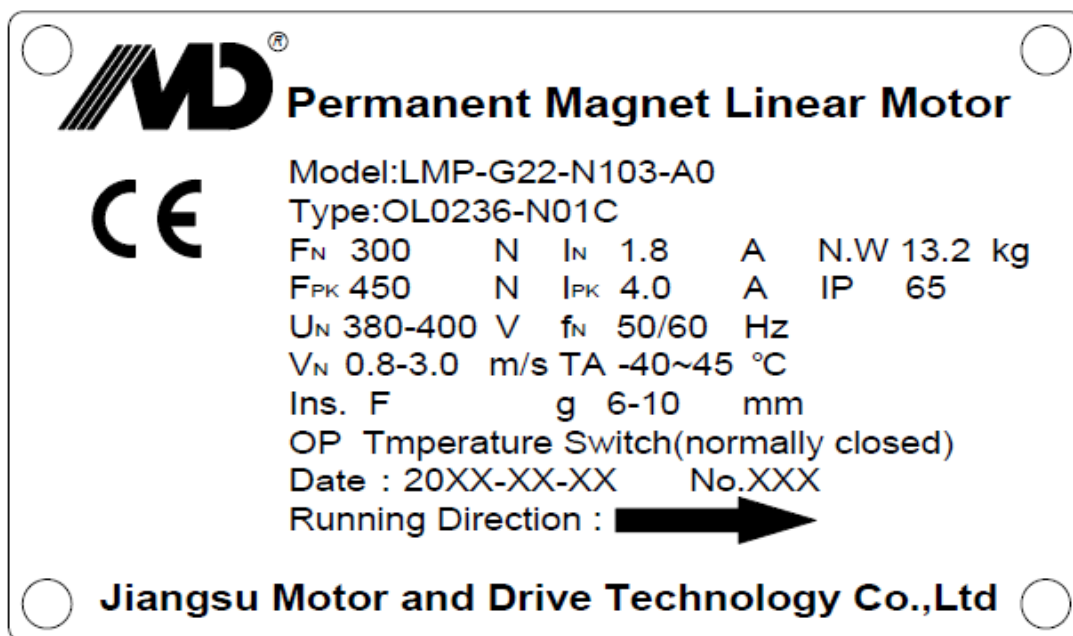 MD®
Permanent Magnet Linear Motor
CE
Model:LMP-G22-N103-A0
Type:OL0236-N01C
FN 300 N IN 1.8 A N.W 13.2 kg
FPK 450 N IPK 4.0 A IP 65
UN 380-400 V fN 50/60 Hz
VN 0.8-3.0 m/s TA -40~45 °C
Ins. F g 6-10 mm
OP Tmperature Switch(normally closed)
Date : 20XX-XX-XX No.XXX
Running Direction :
Jiangsu Motor and Drive Technology Co.,Ltd